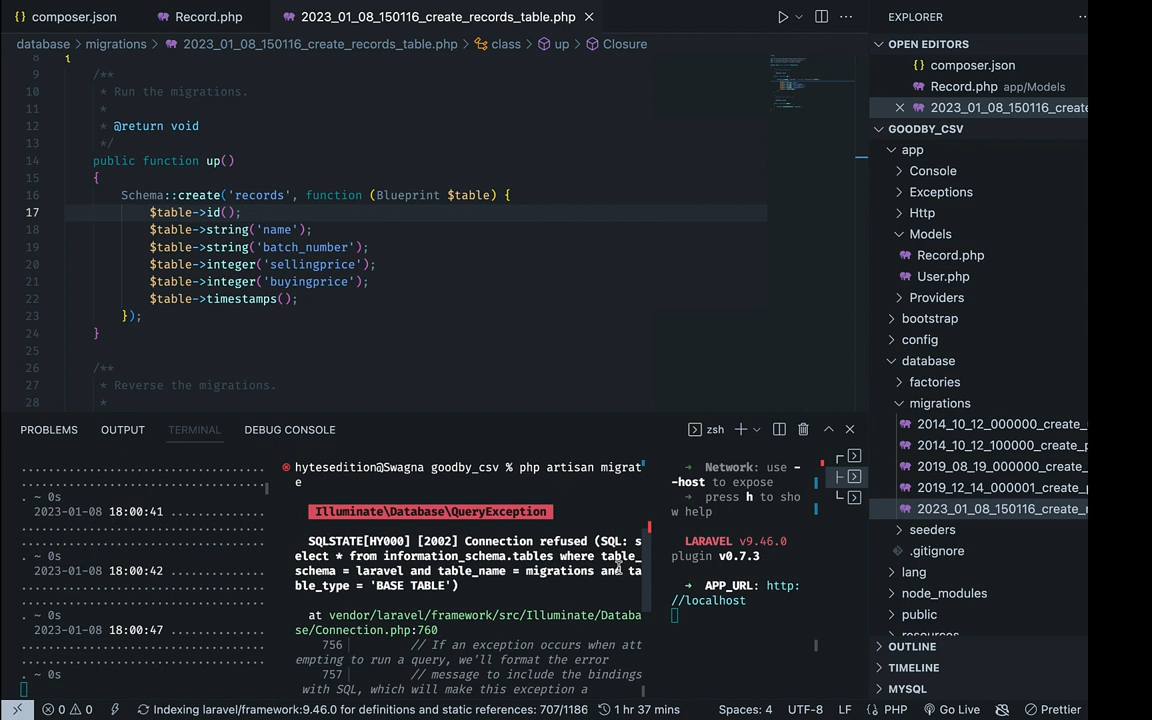 composer.json
Record.php
2023_01_08_150116_create_records_table.php
database > migrations > 2023_01_08_150116_create_records_table.php > class > up > Closure
8 {
9 /**
10 * Run the migrations.
11 *
12 * @return void
13 */
14 public function up()
15 {
16 Schema::create('records', function (Blueprint $table) {
17 $table->id();
18 $table->string('name');
19 $table->string('batch_number');
20 $table->integer('sellingprice');
21 $table->integer('buyingprice');
22 $table->timestamps();
23 });
24 }
25
26 /**
27 * Reverse the migrations.
28 *
PROBLEMS OUTPUT TERMINAL DEBUG CONSOLE
zsh
........................................
........................................
. ~ 0s
2023-01-08 18:00:41 ................
........................................
. ~ 0s
2023-01-08 18:00:42 ................
........................................
. ~ 0s
2023-01-08 18:00:47 ................
........................................
. ~ 0s
hytesedition@Swagna goodby_csv % php artisan migrat
e
Illuminate\Database\QueryException
SQLSTATE[HY000] [2002] Connection refused (SQL: s
elect * from information_schema.tables where table_
schema = laravel and table_name = migrations and ta
ble_type = 'BASE TABLE')
at vendor/laravel/framework/src/Illuminate/Databa
se/Connection.php:760
756 // If an exception occurs when att
empting to run a query, we'll format the error
757 // message to include the bindings
with SQL, which will make this exception a
➜ Network: use -
-host to expose
➜ press h to sho
w help
LARAVEL v9.46.0
plugin v0.7.3
➜ APP_URL: http:
//localhost
EXPLORER
OPEN EDITORS
composer.json
Record.php app/Models
2023_01_08_150116_create
GOODBY_CSV
app
Console
Exceptions
Http
Models
Record.php
User.php
Providers
bootstrap
config
database
factories
migrations
2014_10_12_000000_create_
2014_10_12_100000_create_p
2019_08_19_000000_create_
2019_12_14_000001_create_p
2023_01_08_150116_create_r
seeders
.gitignore
lang
node_modules
public
resources
OUTLINE
TIMELINE
MYSQL
0 0 Indexing laravel/framework:9.46.0 for definitions and static references: 707/1186 1 hr 37 mins Spaces: 4 UTF-8 LF PHP Go Live Prettier